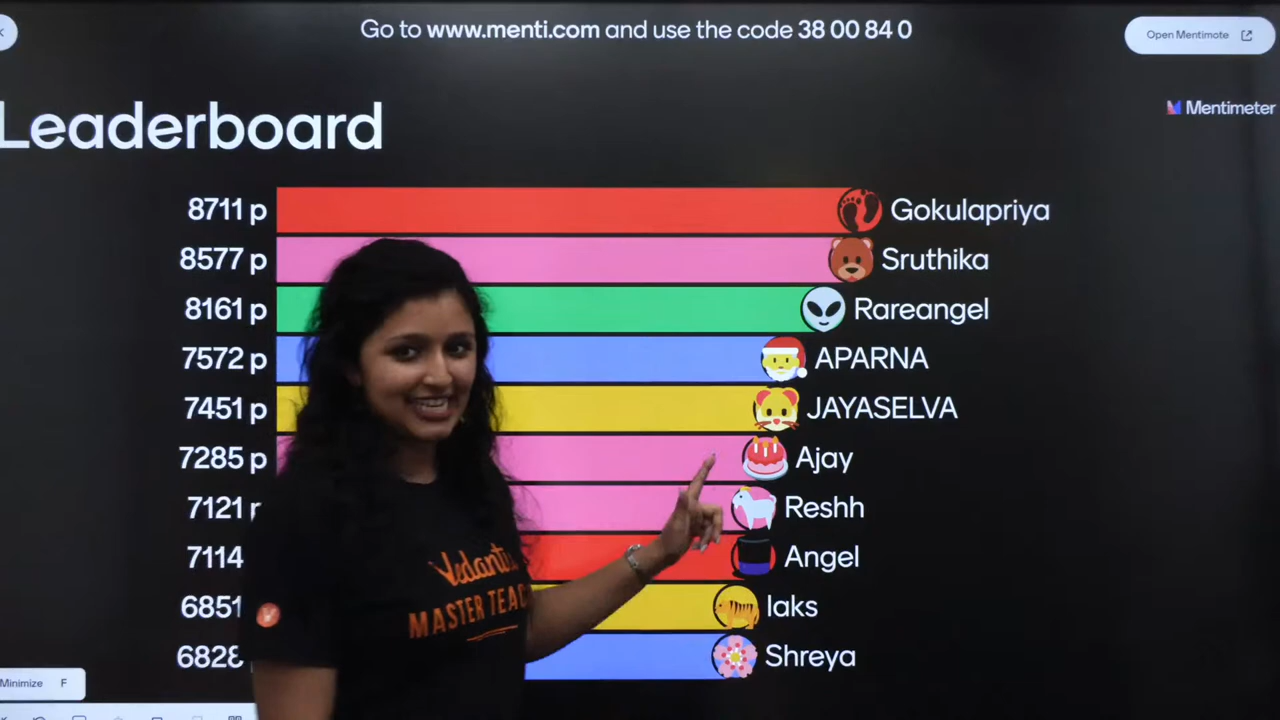 Go to www.menti.com and use the code 38 00 84 0
Open Mentimote
Mentimeter
Leaderboard
8711 p Gokulapriya
8577 p Sruthika
8161 p Rareangel
7572 p APARNA
7451 p JAYASELVA
7285 p Ajay
7121 Reshh
7114 Angel
6851 laks
6828 Shreya
Vedantu
MASTER TEAC
Minimize F